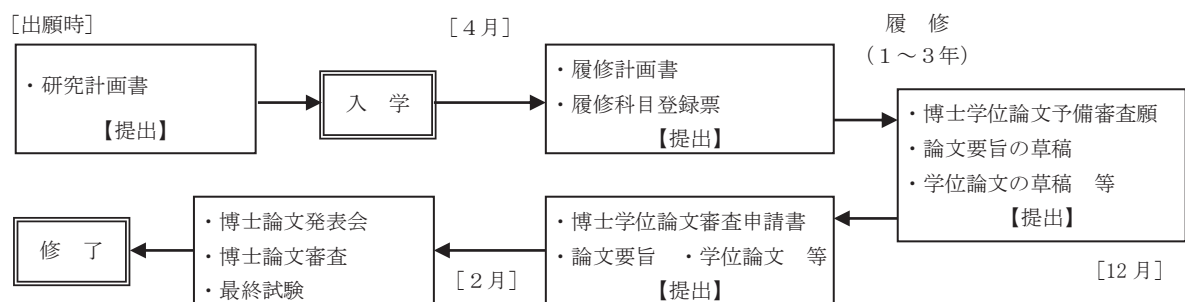 [出願時]
・研究計画書
【提出】
入　学
[４月]
・履修計画書
・履修科目登録票
【提出】
履　修
（１～３年）
・博士学位論文予備審査願
・論文要旨の草稿
・学位論文の草稿　等
【提出】
[12月]
・博士学位論文審査申請書
・論文要旨　・学位論文　等
【提出】
[２月]
・博士論文発表会
・博士論文審査
・最終試験
修　了